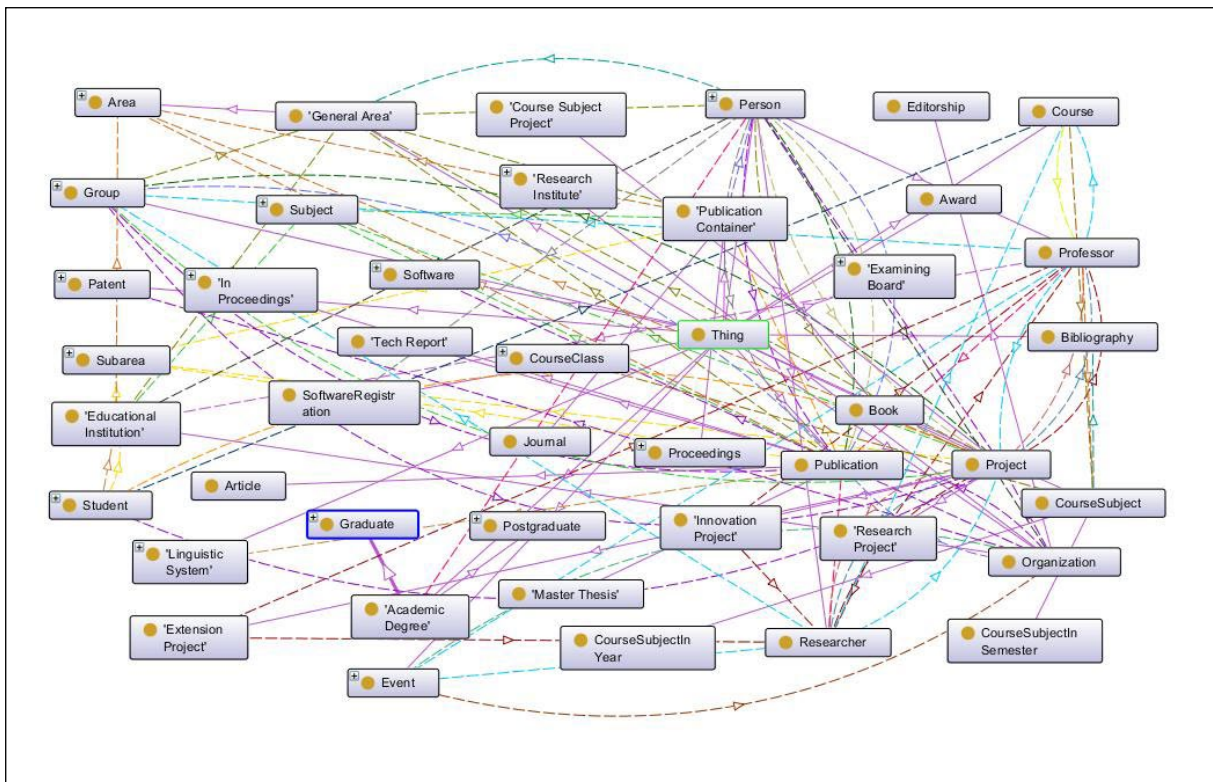 Area
'General Area'
'Course Subject
Project'
Person
Editorship
Course
Group
Subject
'Research
Institute'
'Publication
Container'
Award
Professor
Patent
'In
Proceedings'
Software
'Examining
Board'
Thing
Bibliography
Subarea
'Tech Report'
CourseClass
'Educational
Institution'
SoftwareRegistr
ation
Journal
Proceedings
Book
Publication
Project
Student
Article
Graduate
Postgraduate
'Innovation
Project'
'Research
Project'
CourseSubject
Organization
'Linguistic
System'
'Extension
Project'
'Academic
Degree'
'Master Thesis'
CourseSubjectIn
Year
Researcher
CourseSubjectIn
Semester
Event